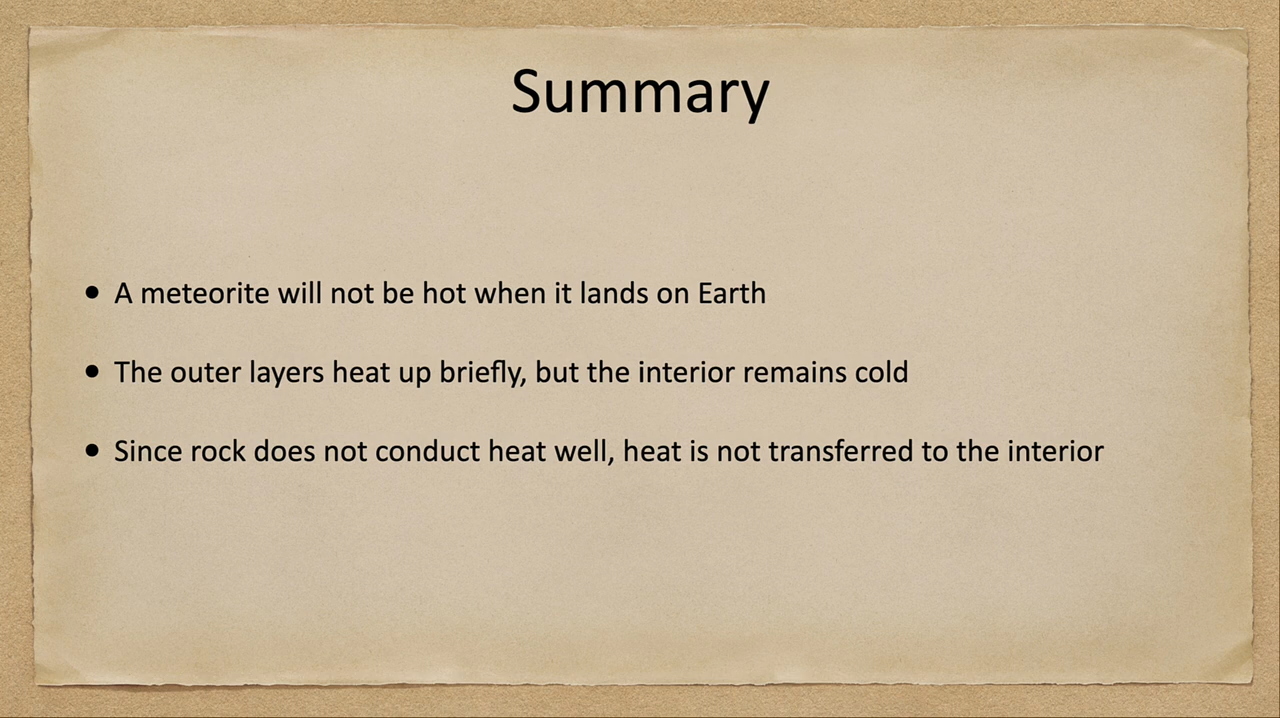 Summary
• A meteorite will not be hot when it lands on Earth
• The outer layers heat up briefly, but the interior remains cold
• Since rock does not conduct heat well, heat is not transferred to the interior